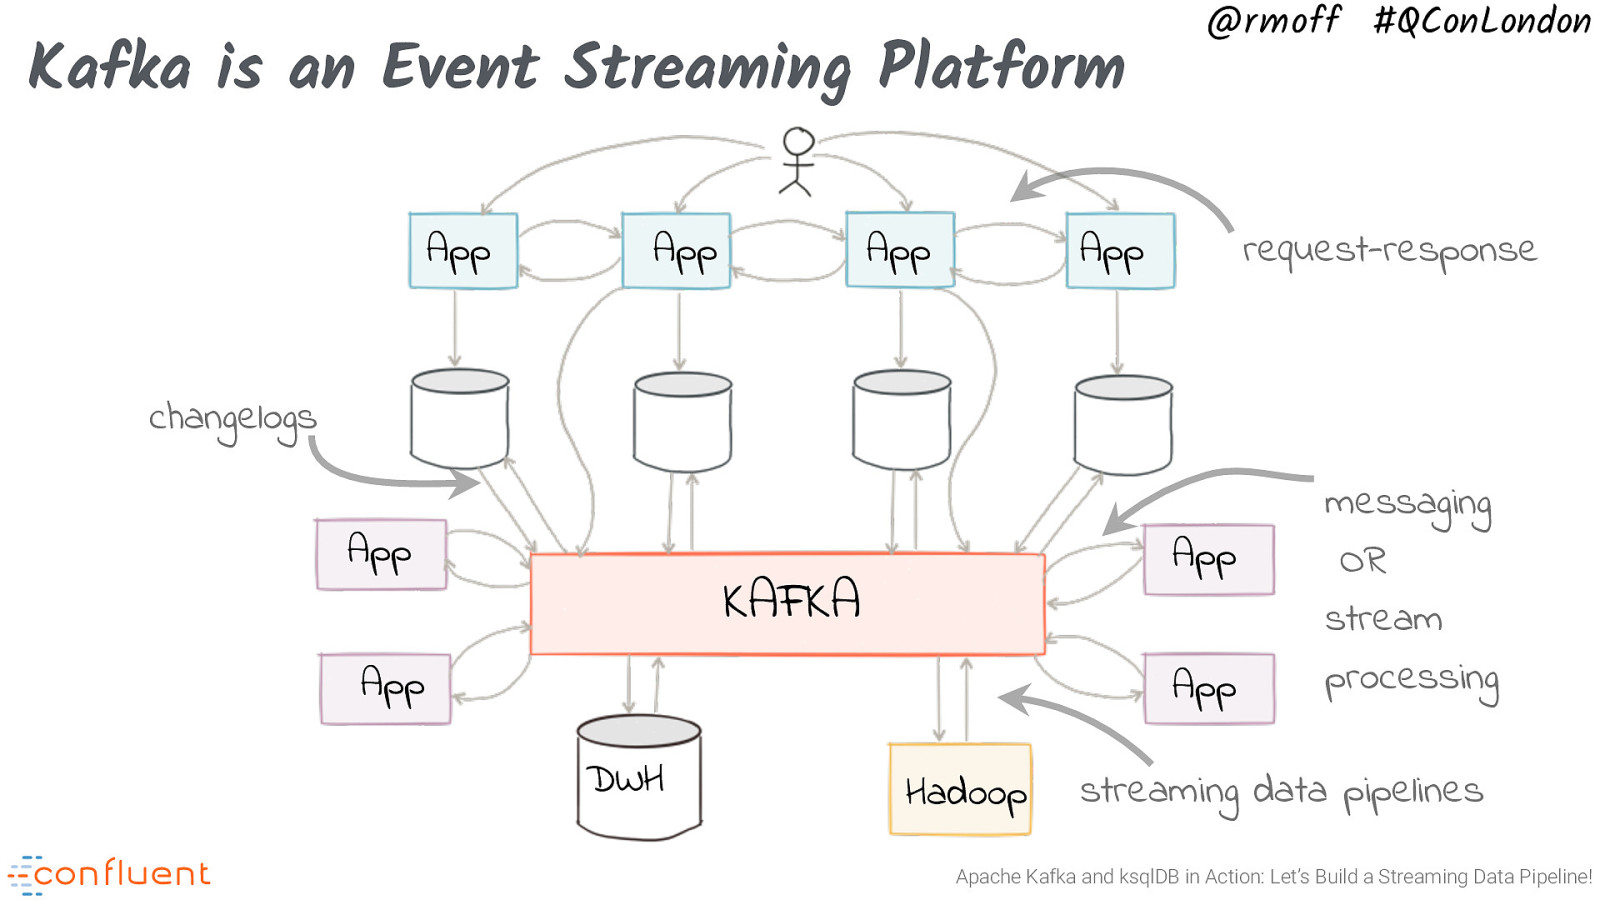 @rmoff #QConLondon
Kafka is an Event Streaming Platform
App App App App
request-response
changelogs
messaging
App
App
OR
KAFKA
stream
App
App
processing
DWH
Hadoop
streaming data pipelines
confluent
Apache Kafka and ksqlDB in Action: Let’s Build a Streaming Data Pipeline!